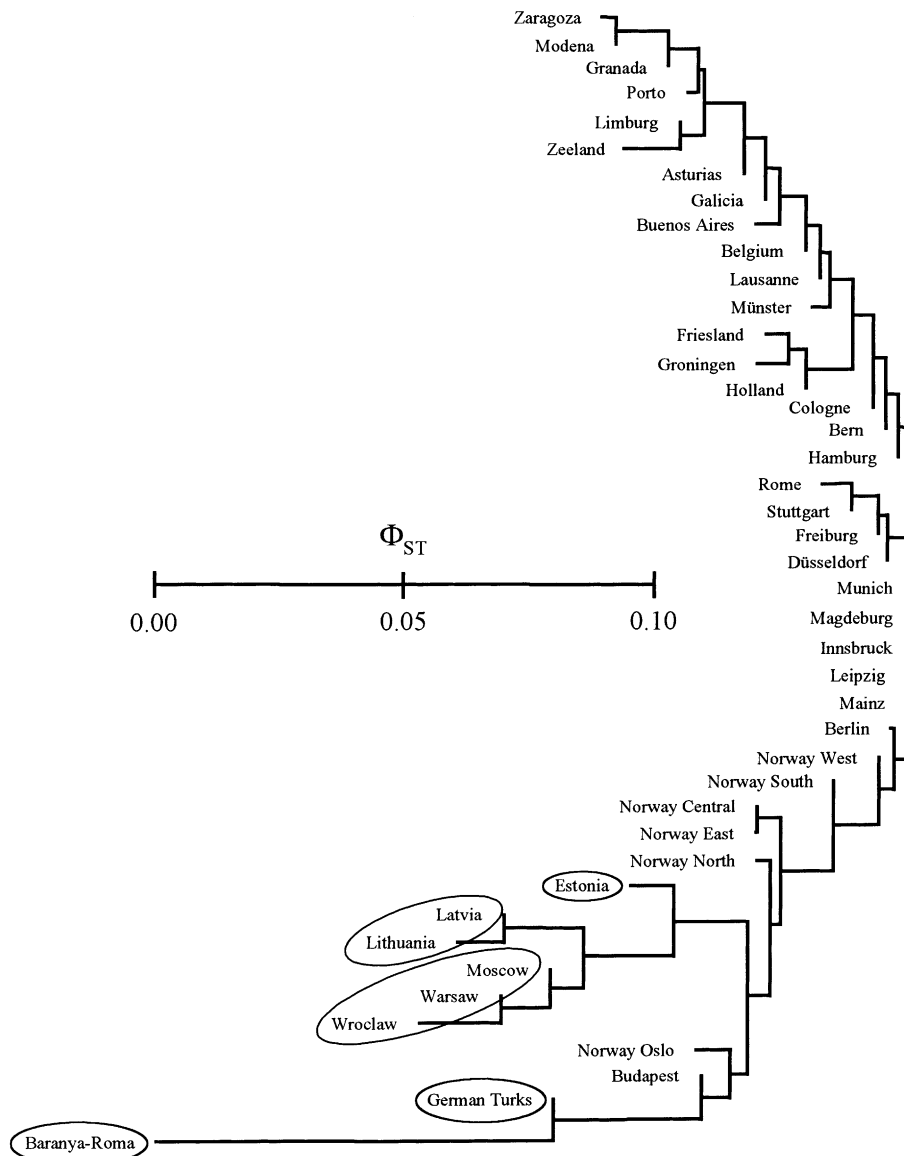 Zaragoza
Modena
Granada
Porto
Limburg
Zeeland
Asturias
Galicia
Buenos Aires
Belgium
Lausanne
Münster
Friesland
Groningen
Holland
Cologne
Bern
Hamburg
Rome
Stuttgart
Freiburg
Düsseldorf
ΦST
0.00 0.05 0.10
Munich
Magdeburg
Innsbruck
Leipzig
Mainz
Berlin
Norway West
Norway South
Norway Central
Norway East
Norway North
Estonia
Latvia
Lithuania
Moscow
Warsaw
Wroclaw
Norway Oslo
Budapest
German Turks
Baranya-Roma